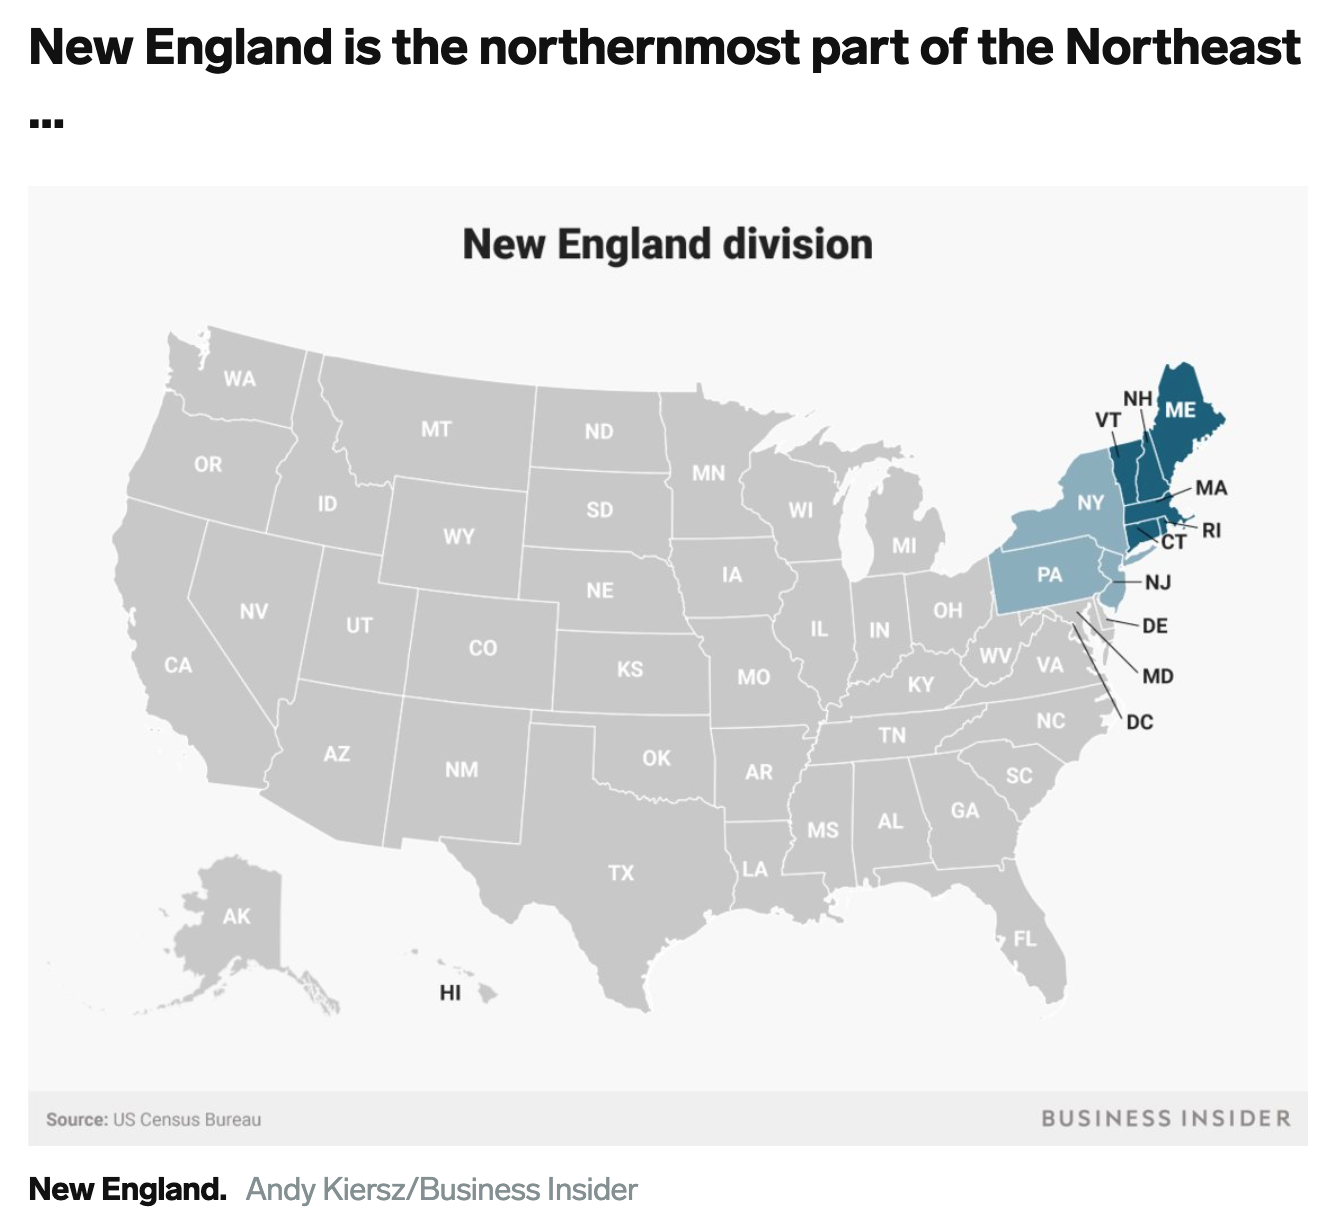 New England is the northernmost part of the Northeast
...
New England division
WA
MT
ND
MN
NH
VT
ME
OR
ID
SD
WI
MI
NY
MA
WY
RI
CT
IA
PA
NJ
NE
NV
UT
CO
IL
IN
OH
DE
CA
KS
MO
WV
VA
MD
KY
DC
AZ
NM
OK
AR
TN
NC
SC
MS
AL
GA
TX
LA
AK
FL
HI
Source: US Census Bureau
BUSINESS INSIDER
New England. Andy Kiersz/Business Insider